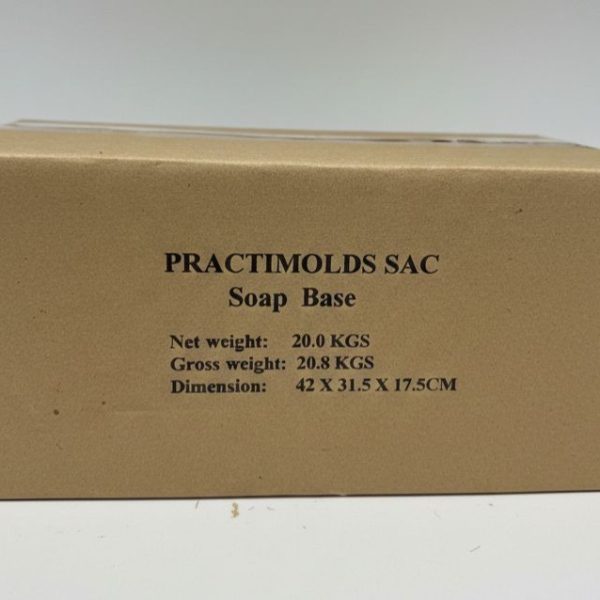 PRACTIMOLDS SAC
Soap Base
Net weight: 20.0 KGS
Gross weight: 20.8 KGS
Dimension: 42 X 31.5 X 17.5CM